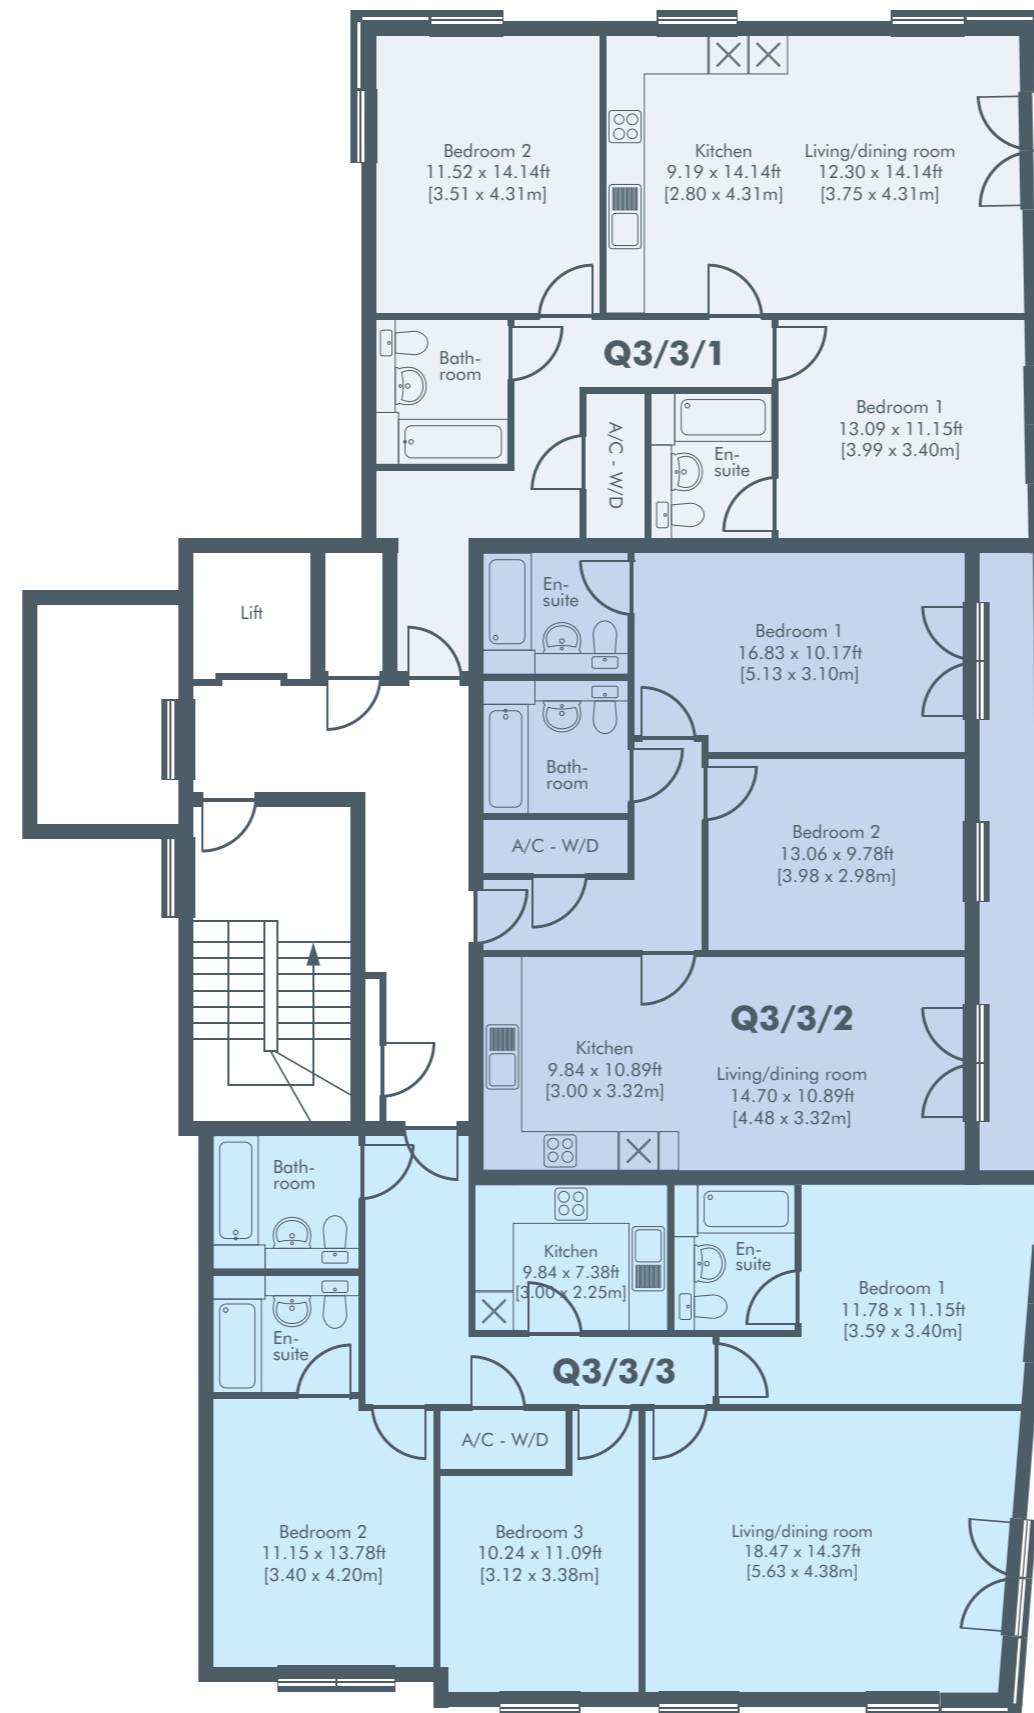 Bedroom 2
11.52 x 14.14ft
[3.51 x 4.31m]
Kitchen
9.19 x 14.14ft
[2.80 x 4.31m]
Living/dining room
12.30 x 14.14ft
[3.75 x 4.31m]
Bath-
room
Q3/3/1
A/C - W/D
En-
suite
Bedroom 1
13.09 x 11.15ft
[3.99 x 3.40m]
Lift
En-
suite
Bedroom 1
16.83 x 10.17ft
[5.13 x 3.10m]
Bath-
room
A/C - W/D
Bedroom 2
13.06 x 9.78ft
[3.98 x 2.98m]
Q3/3/2
Kitchen
9.84 x 10.89ft
[3.00 x 3.32m]
Living/dining room
14.70 x 10.89ft
[4.48 x 3.32m]
Bath-
room
Kitchen
9.84 x 7.38ft
[3.00 x 2.25m]
En-
suite
Bedroom 1
11.78 x 11.15ft
[3.59 x 3.40m]
En-
suite
Q3/3/3
A/C - W/D
Bedroom 2
11.15 x 13.78ft
[3.40 x 4.20m]
Bedroom 3
10.24 x 11.09ft
[3.12 x 3.38m]
Living/dining room
18.47 x 14.37ft
[5.63 x 4.38m]